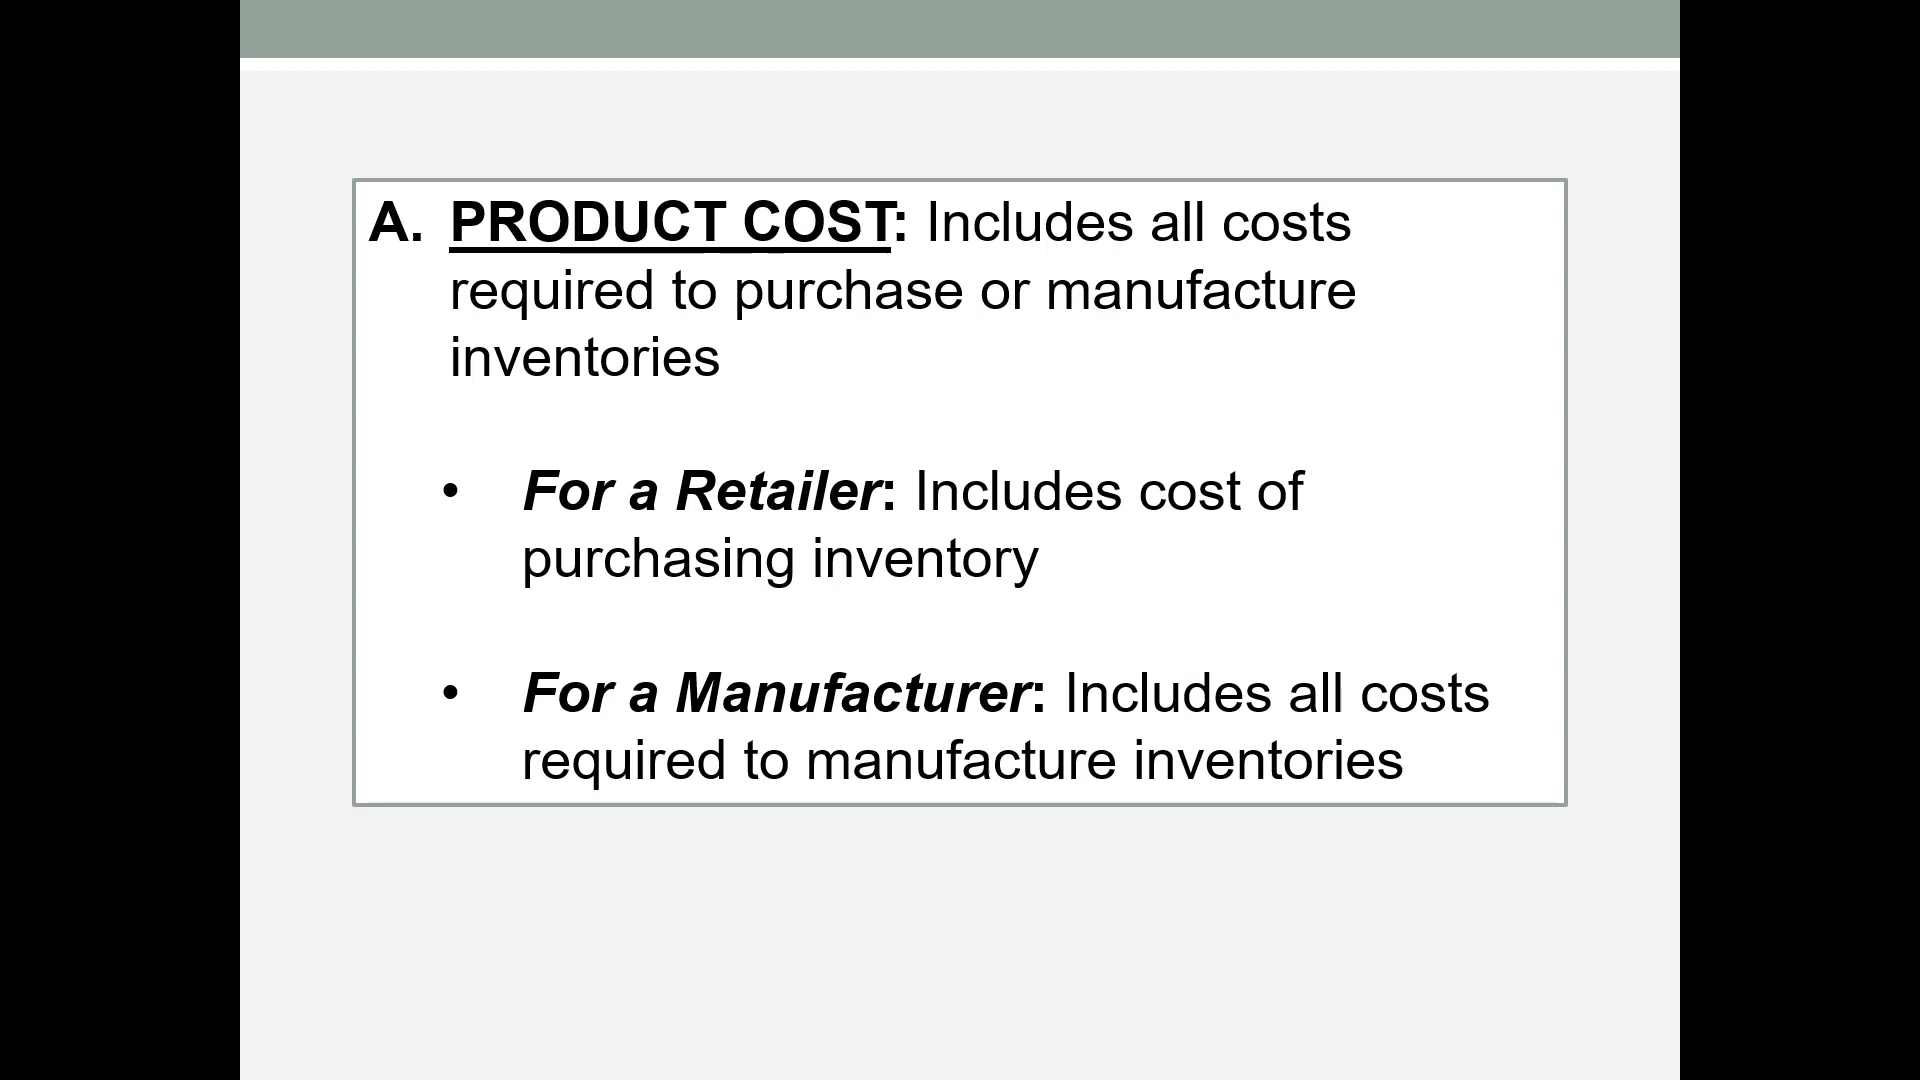 A. PRODUCT COST: Includes all costs
required to purchase or manufacture
inventories
• For a Retailer: Includes cost of
purchasing inventory
• For a Manufacturer: Includes all costs
required to manufacture inventories